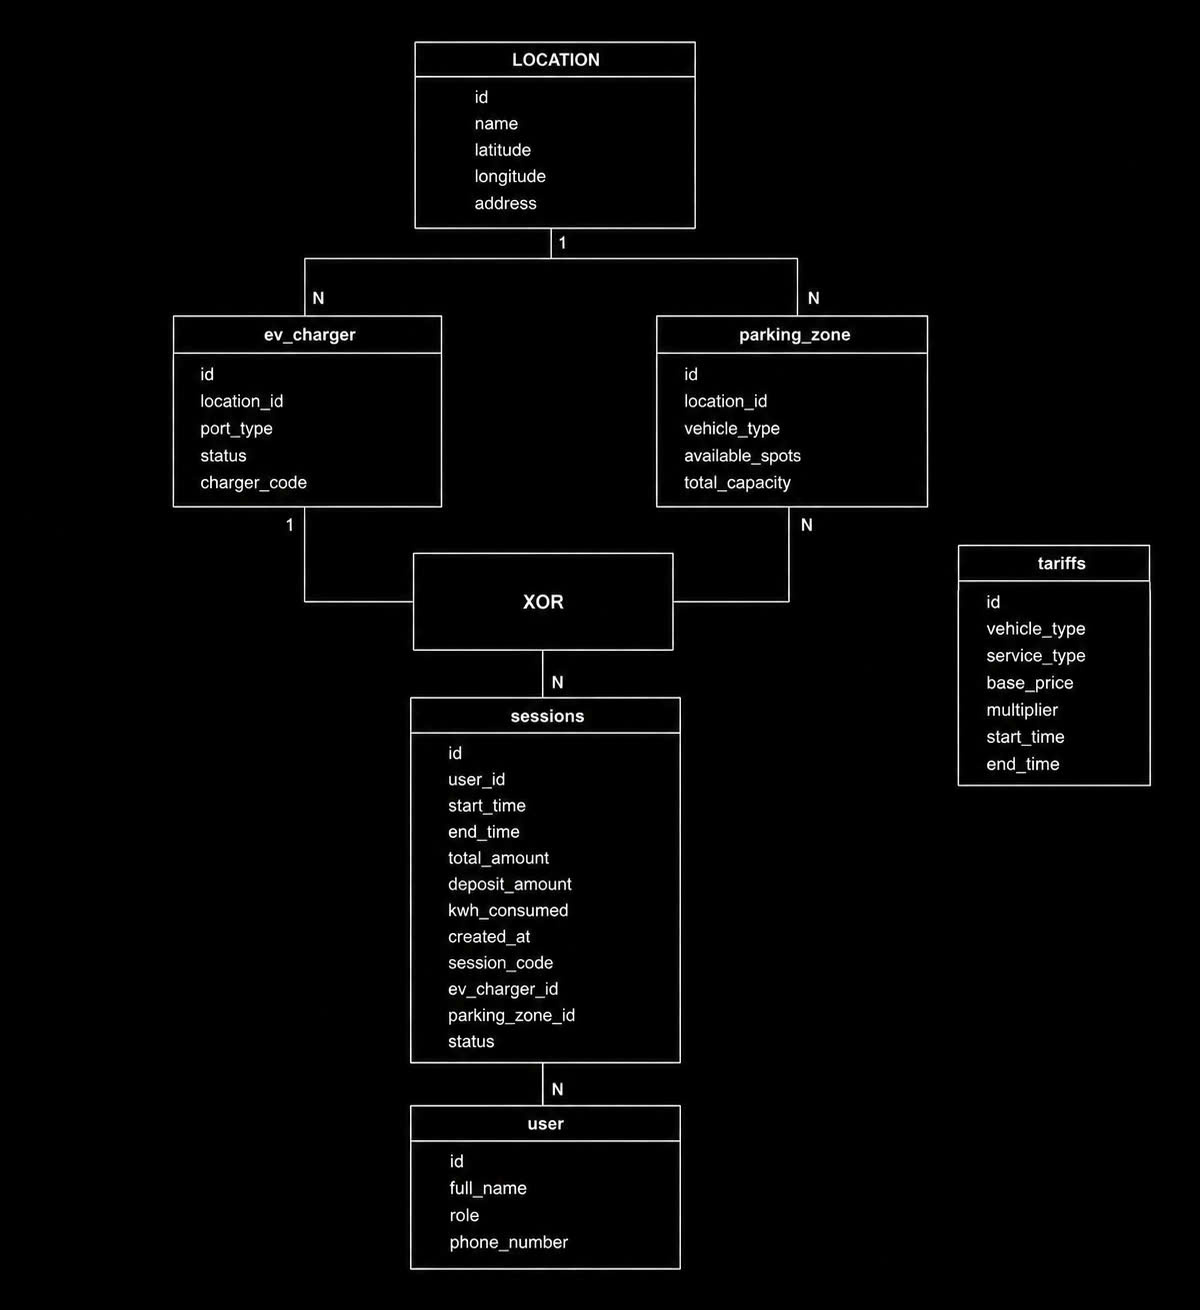 LOCATION
id
name
latitude
longitude
address
1
N
N
ev_charger
id
location_id
port_type
status
charger_code
parking_zone
id
location_id
vehicle_type
available_spots
total_capacity
1
N
XOR
tariffs
id
vehicle_type
service_type
base_price
multiplier
start_time
end_time
N
sessions
id
user_id
start_time
end_time
total_amount
deposit_amount
kwh_consumed
created_at
session_code
ev_charger_id
parking_zone_id
status
N
user
id
full_name
role
phone_number